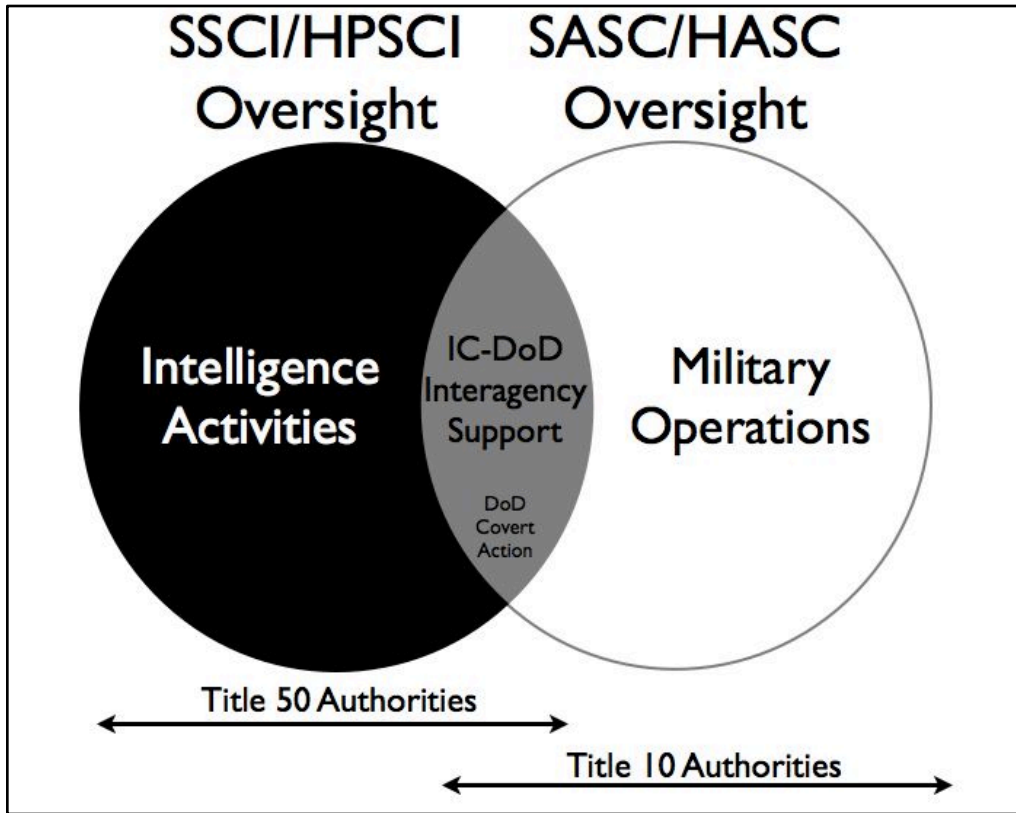 SSCI/HPSCI
Oversight
SASC/HASC
Oversight
Intelligence
Activities
IC-DoD
Interagency
Support
DoD
Covert
Action
Military
Operations
Title 50 Authorities
Title 10 Authorities